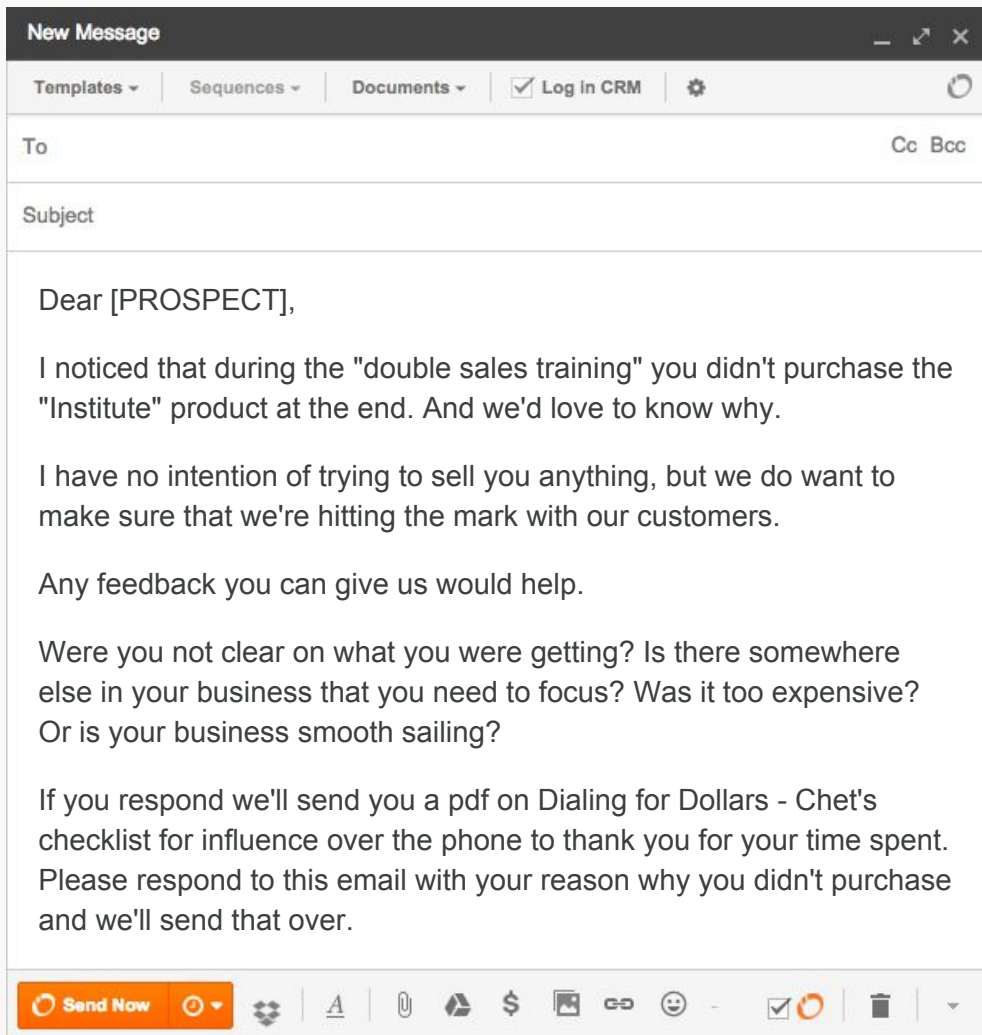 New Message
Templates Sequences Documents Log in CRM
To Cc Bcc
Subject
Dear [PROSPECT],
I noticed that during the "double sales training" you didn't purchase the
"Institute" product at the end. And we'd love to know why.
I have no intention of trying to sell you anything, but we do want to
make sure that we're hitting the mark with our customers.
Any feedback you can give us would help.
Were you not clear on what you were getting? Is there somewhere
else in your business that you need to focus? Was it too expensive?
Or is your business smooth sailing?
If you respond we'll send you a pdf on Dialing for Dollars - Chet's
checklist for influence over the phone to thank you for your time spent.
Please respond to this email with your reason why you didn't purchase
and we'll send that over.
Send Now A $